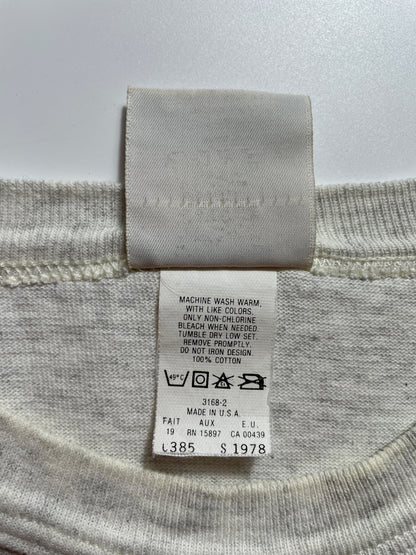 MACHINE WASH WARM,
WITH LIKE COLORS.
ONLY NON-CHLORINE
BLEACH WHEN NEEDED.
TUMBLE DRY LOW SET.
REMOVE PROMPTLY.
DO NOT IRON DESIGN.
100% COTTON
49°C
3168-2
MADE IN U.S.A.
FAIT AUX E.U.
19 RN 15897 CA 00439
385 S 1978